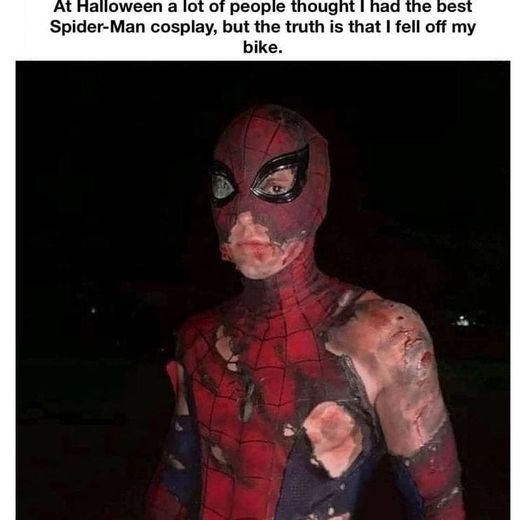 At Halloween a lot of people thought I had the best
Spider-Man cosplay, but the truth is that I fell off my
bike.